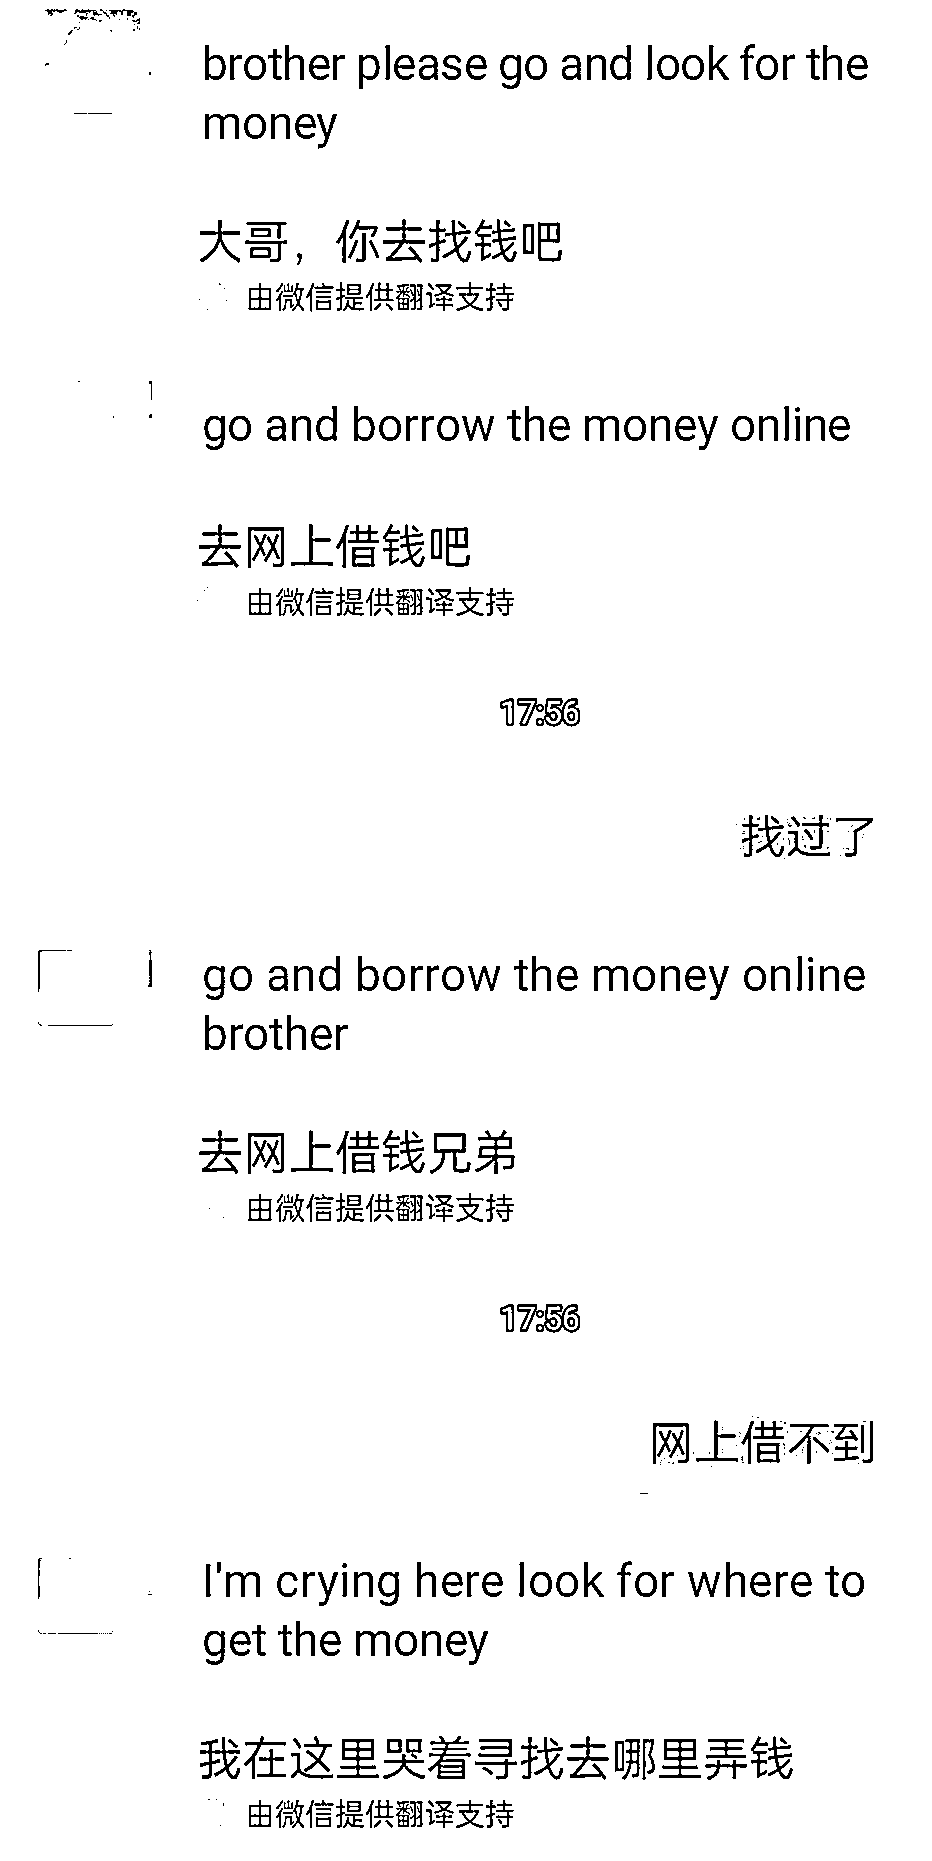 brother please go and look for the
money
大哥，你去找钱吧
由微信提供翻译支持
go and borrow the money online
去网上借钱吧
由微信提供翻译支持
17:56
找过了
go and borrow the money online
brother
去网上借钱兄弟
由微信提供翻译支持
17:56
网上借不到
I'm crying here look for where to
get the money
我在这里哭着寻找去哪里弄钱
由微信提供翻译支持